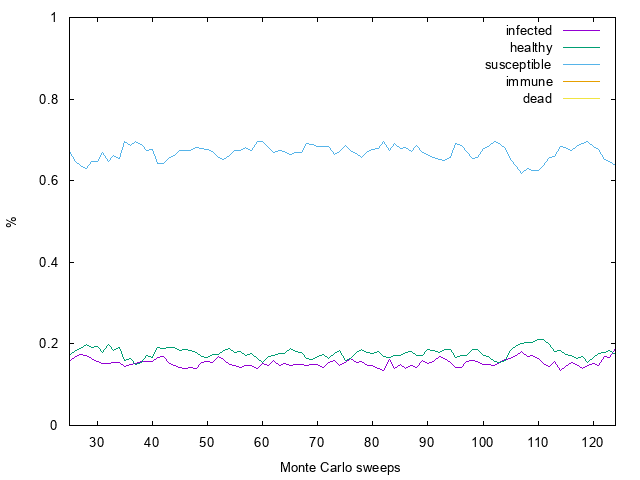 1
0.8
0.6
0.4
0.2
0
%
30 40 50 60 70 80 90 100 110 120
Monte Carlo sweeps
infected
healthy
susceptible
immune
dead